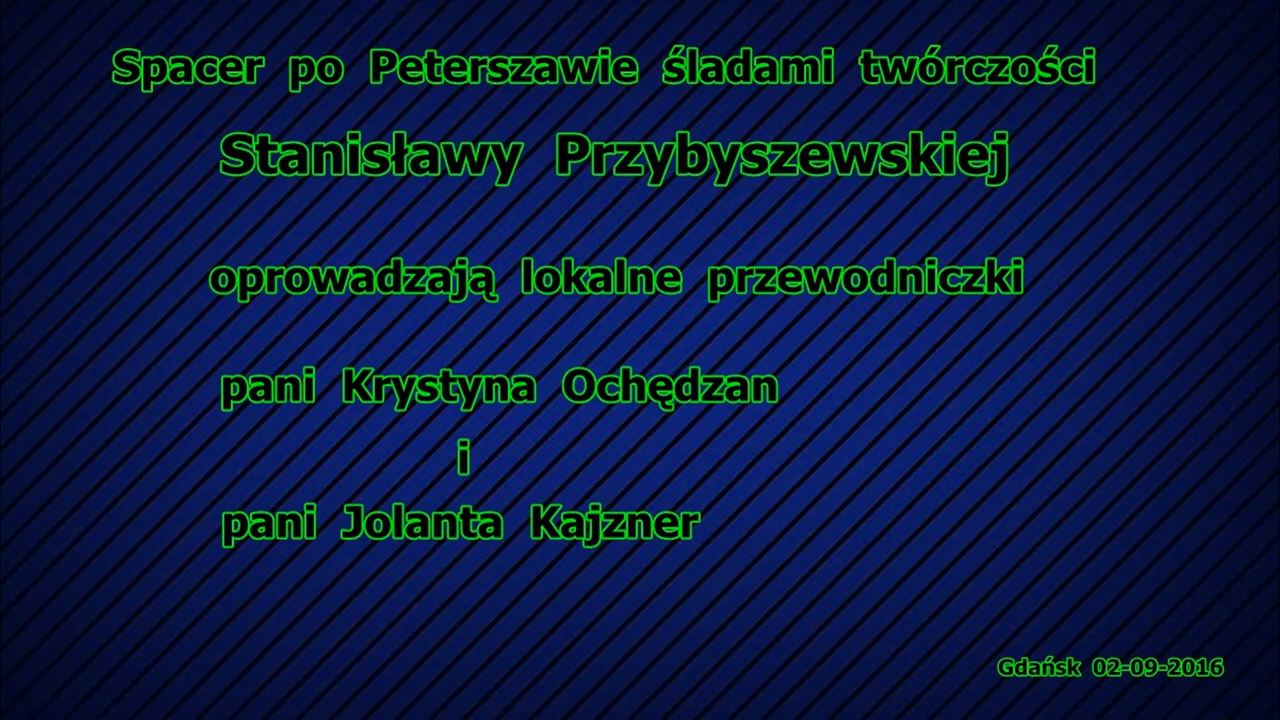 Spacer po Peterszawie śladami twórczości
Stanisławy Przybyszewskiej
oprowadzają lokalne przewodniczki
pani Krystyna Ochędzan
i
pani Jolanta Kajzner
Gdańsk 02-09-2016